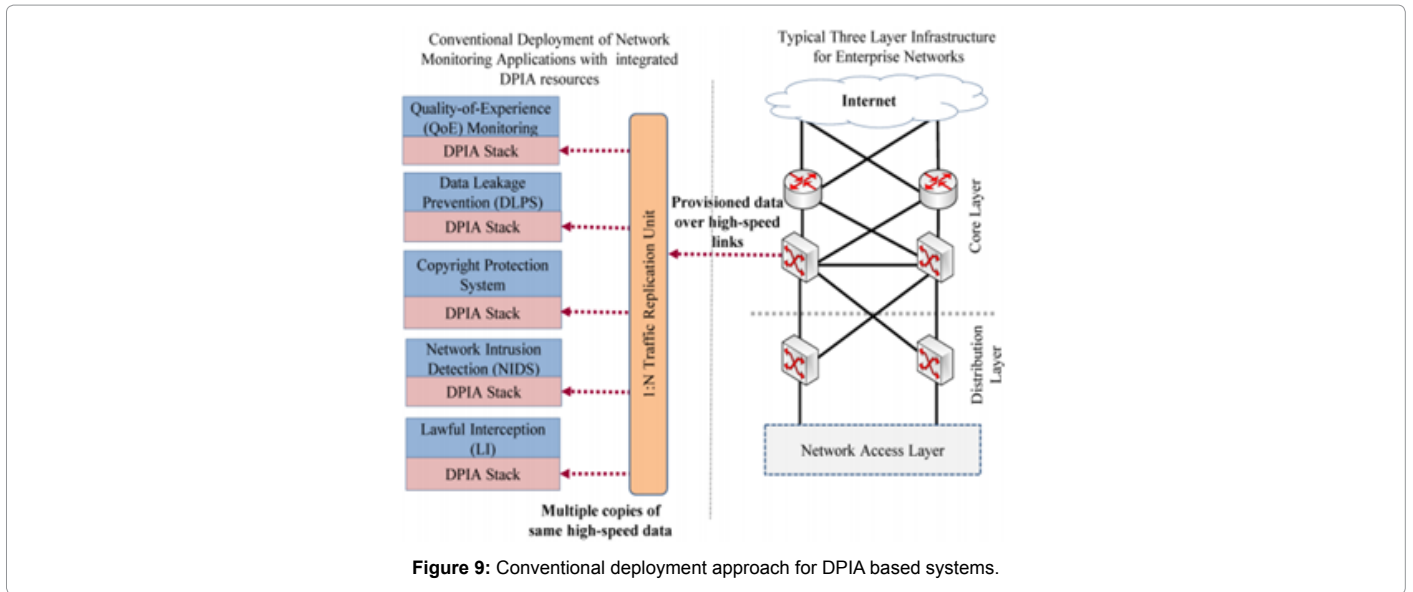 Conventional Deployment of Network
Monitoring Applications with integrated
DPIA resources
Quality-of-Experience
(QoE) Monitoring
DPIA Stack
Data Leakage
Prevention (DLPS)
DPIA Stack
Copyright Protection
System
DPIA Stack
Network Intrusion
Detection (NIDS)
DPIA Stack
Lawful Interception
(LI)
DPIA Stack
1:N Traffic Replication Unit
Multiple copies of
same high-speed data
Provisioned data
over high-speed
links
Typical Three Layer Infrastructure
for Enterprise Networks
Internet
Core Layer
Distribution
Layer
Network Access Layer
Figure 9: Conventional deployment approach for DPIA based systems.